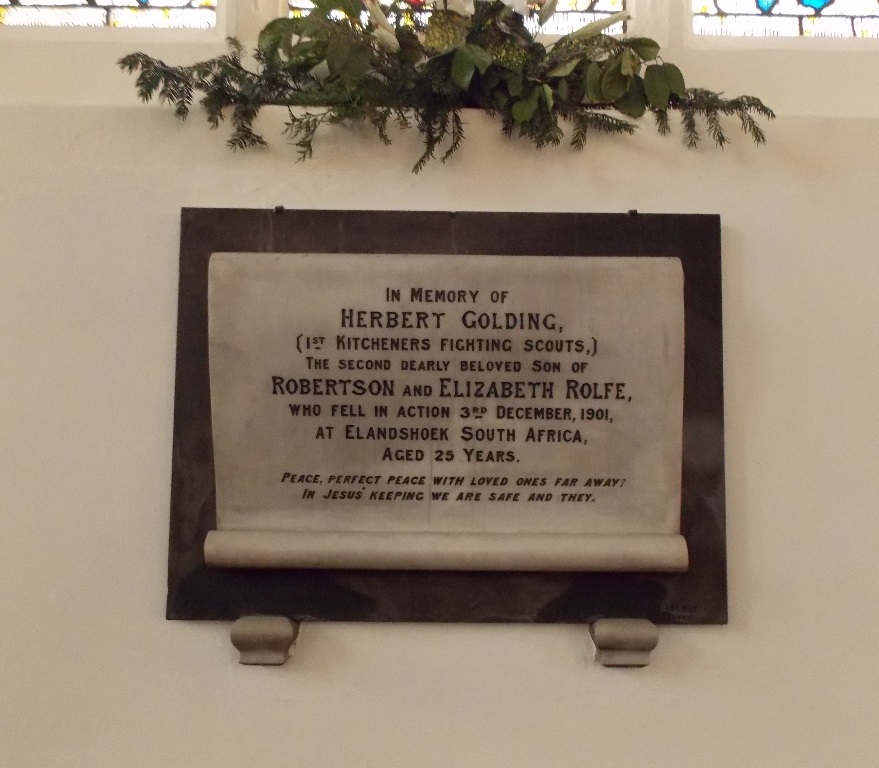 IN MEMORY OF
HERBERT GOLDING,
(1ST KITCHENERS FIGHTING SCOUTS,)
THE SECOND DEARLY BELOVED SON OF
ROBERTSON AND ELIZABETH ROLFE,
WHO FELL IN ACTION 3RD DECEMBER, 1901,
AT ELANDSHOEK SOUTH AFRICA,
AGED 25 YEARS.
PEACE, PERFECT PEACE WITH LOVED ONES FAR AWAY?
IN JESUS' KEEPING WE ARE SAFE AND THEY.